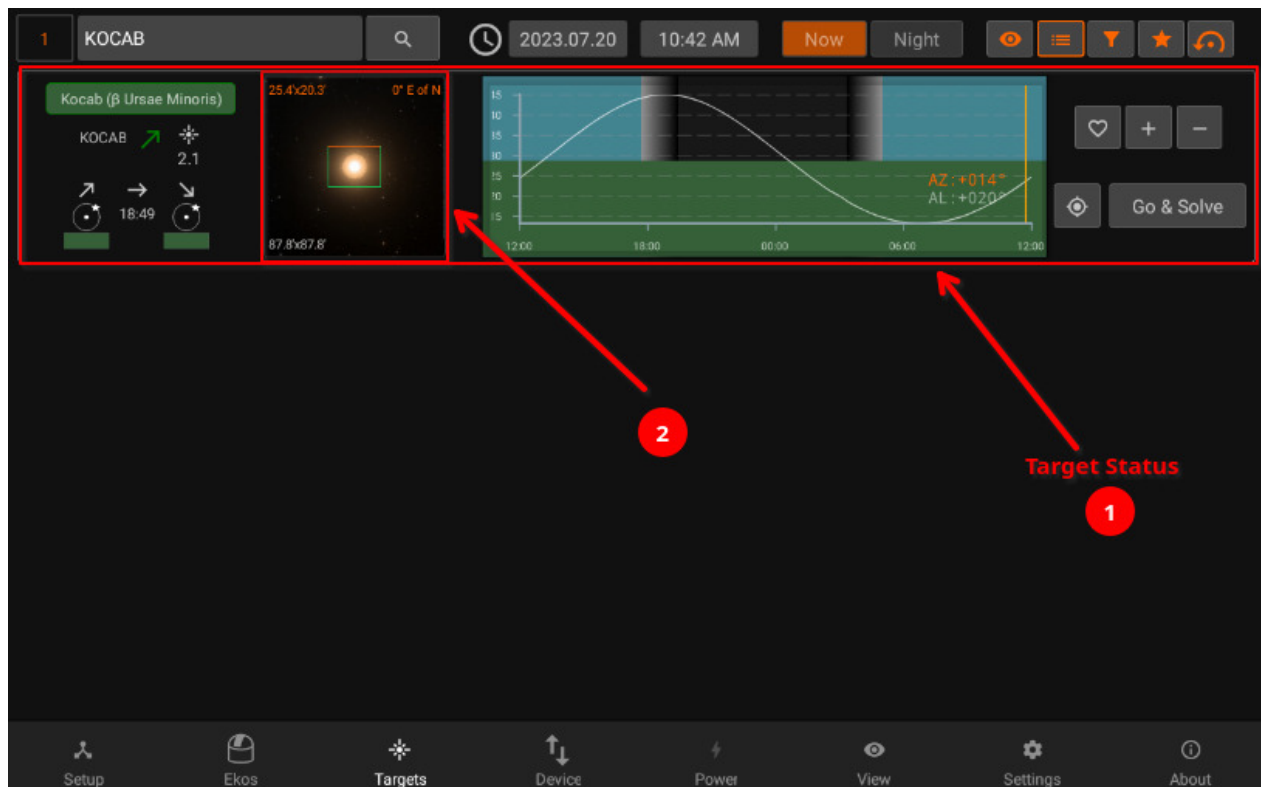 1 KOCAB 2023.07.20 10:42 AM Now Night
Kocab (β Ursae Minoris)
KOCAB
2.1
18:49
25.4'x20.3' 0° E of N
87.8'x87.8'
AZ: +014°
AL: +020°
12:00 18:00 00:00 06:00 12:00
+ −
Go & Solve
2
Target Status
1
Setup Ekos Targets Device Power View Settings About